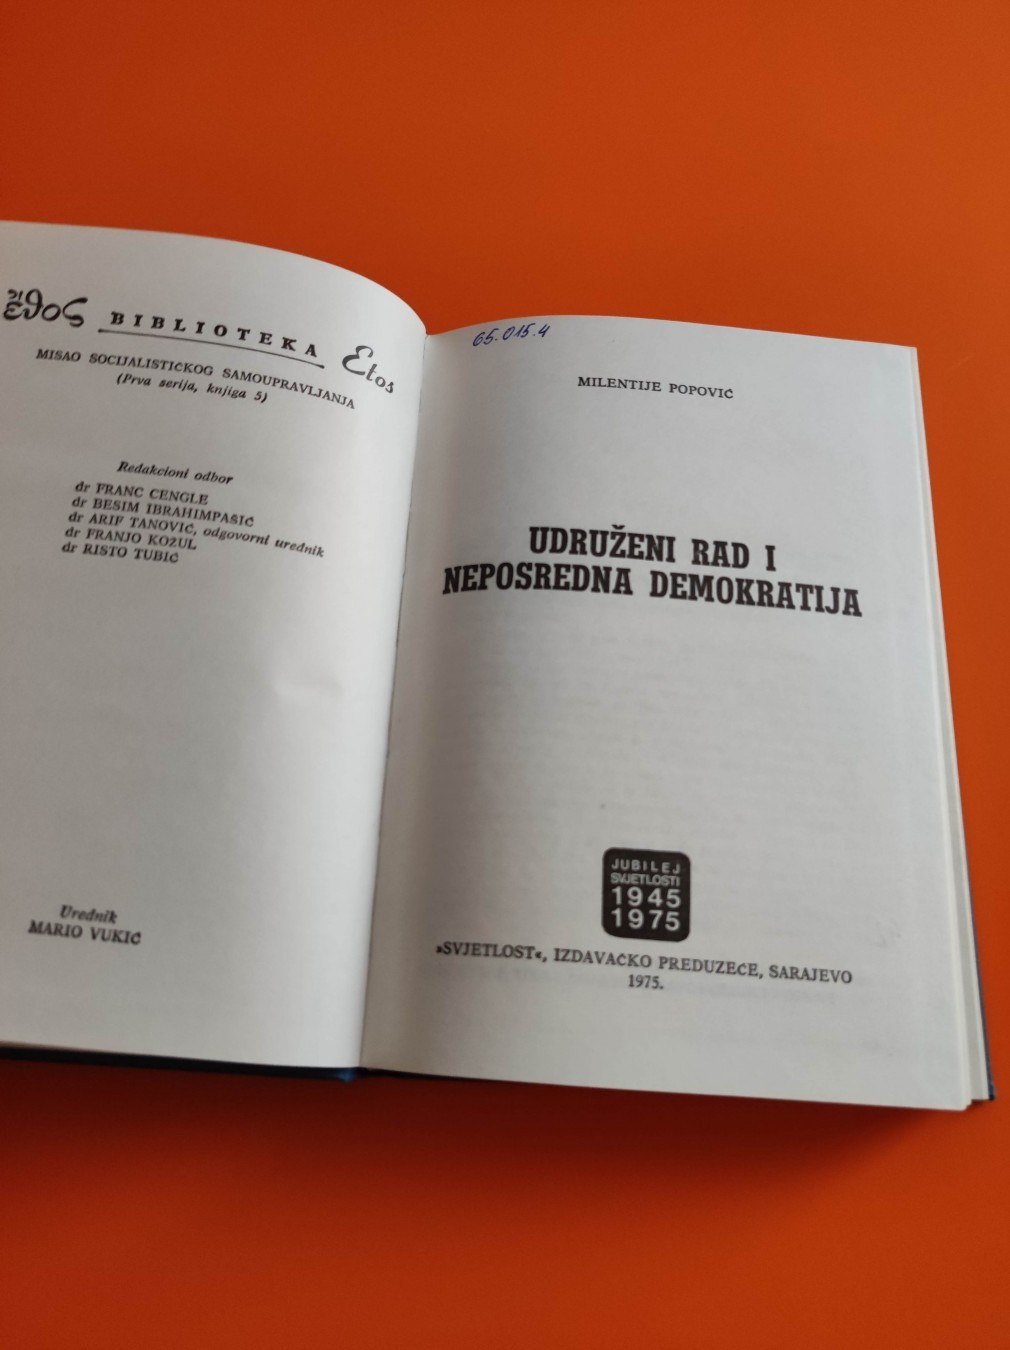 ἔθος BIBLIOTEKA Etos
MISAO SOCIJALISTIČKOG SAMOUPRAVLJANJA
(Prva serija, knjiga 5)
Redakcioni odbor
dr FRANC CENGLE
dr BESIM IBRAHIMPAŠIĆ
dr ARIF TANOVIĆ, odgovorni urednik
dr FRANJO KOŽUL
dr RISTO TUBIĆ
Urednik
MARIO VUKIĆ
65.015.4
MILENTIJE POPOVIĆ
UDRUŽENI RAD I
NEPOSREDNA DEMOKRATIJA
JUBILEJ
SVJETLOSTI
1945
1975
»SVJETLOST«, IZDAVAČKO PREDUZEĆE, SARAJEVO
1975.